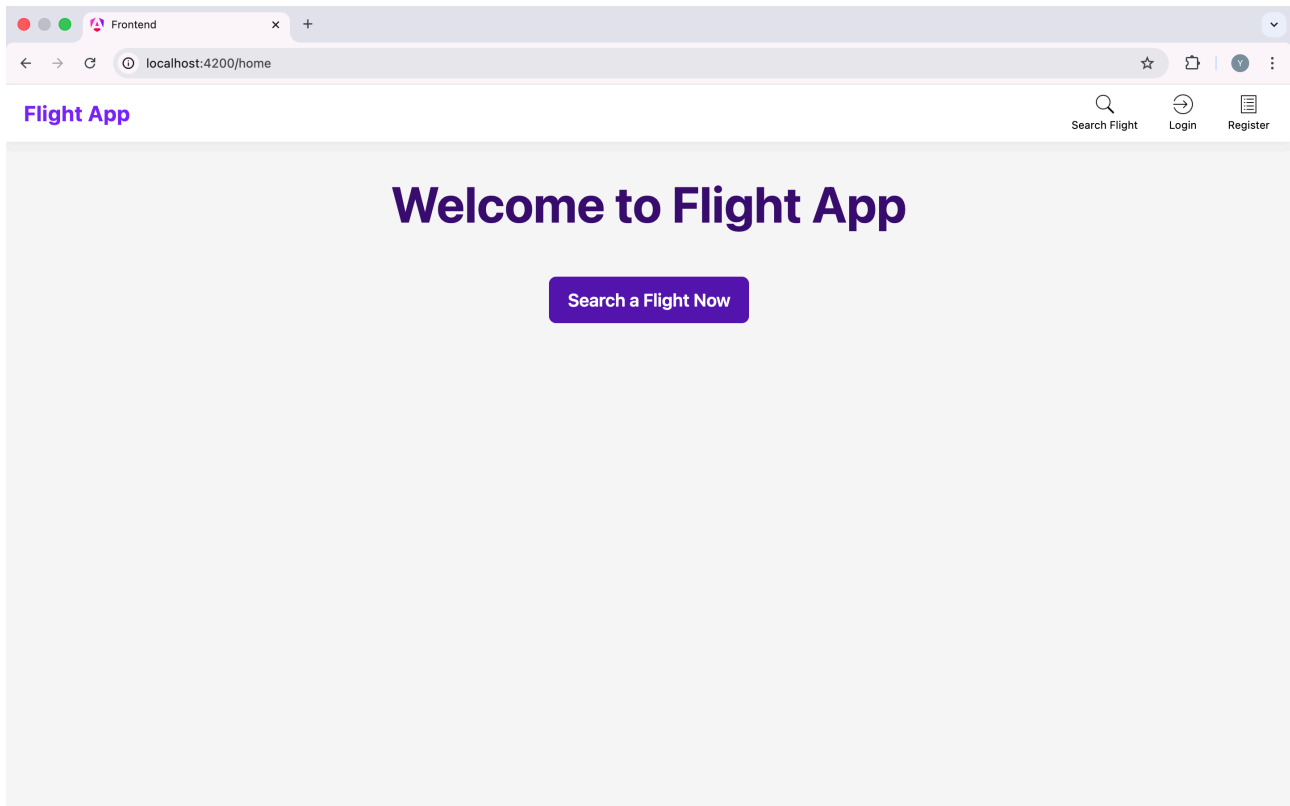 Frontend
localhost:4200/home
Y
Flight App
Search Flight
Login
Register
Welcome to Flight App
Search a Flight Now